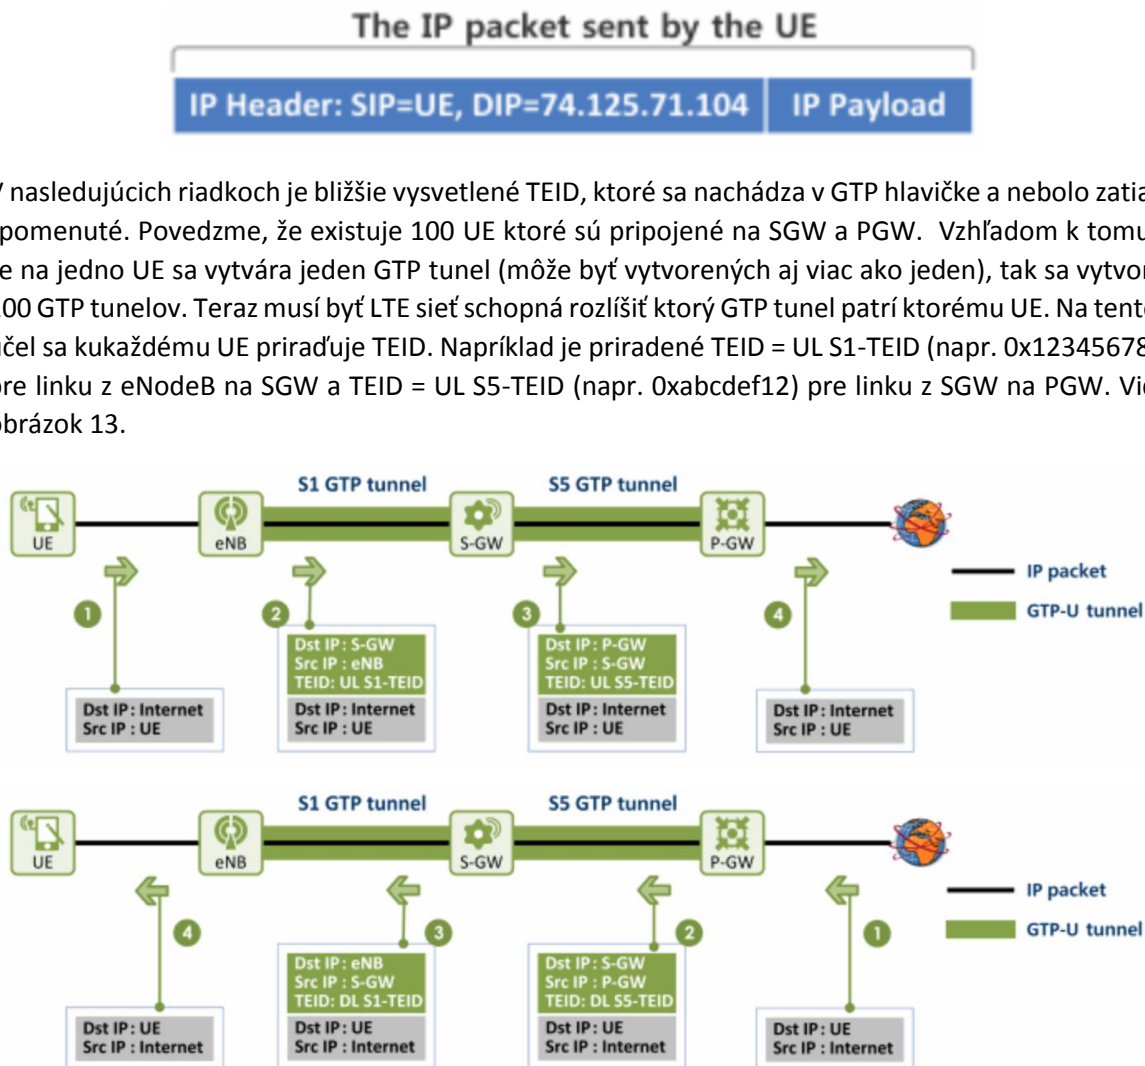 The IP packet sent by the UE
IP Header: SIP=UE, DIP=74.125.71.104 IP Payload
nasledujúcich riadkoch je bližšie vysvetlené TEID, ktoré sa nachádza v GTP hlavičke a nebolo zatia
pomenuté. Povedzme, že existuje 100 UE ktoré sú pripojené na SGW a PGW. Vzhľadom k tomu
e na jedno UE sa vytvára jeden GTP tunel (môže byť vytvorených aj viac ako jeden), tak sa vytvor
00 GTP tunelov. Teraz musí byť LTE sieť schopná rozlíšiť ktorý GTP tunel patrí ktorému UE. Na tent
účel sa kukaždému UE priraďuje TEID. Napríklad je priradené TEID = UL S1-TEID (napr. 0x12345678
pre linku z eNodeB na SGW a TEID = UL S5-TEID (napr. 0xabcdef12) pre linku z SGW na PGW. Vi
obrázok 13.
S1 GTP tunnel S5 GTP tunnel
UE eNB S-GW P-GW
IP packet
GTP-U tunnel
1 2 3 4
Dst IP : S-GW
Src IP : eNB
TEID: UL S1-TEID
Dst IP : Internet
Src IP : UE
Dst IP : P-GW
Src IP : S-GW
TEID: UL S5-TEID
Dst IP : Internet
Src IP : UE
Dst IP : Internet
Src IP : UE
Dst IP : Internet
Src IP : UE
S1 GTP tunnel S5 GTP tunnel
UE eNB S-GW P-GW
IP packet
GTP-U tunnel
4 3 2 1
Dst IP : eNB
Src IP : S-GW
TEID: DL S1-TEID
Dst IP : UE
Src IP : Internet
Dst IP : S-GW
Src IP : P-GW
TEID: DL S5-TEID
Dst IP : UE
Src IP : Internet
Dst IP : UE
Src IP : Internet
Dst IP : UE
Src IP : Internet